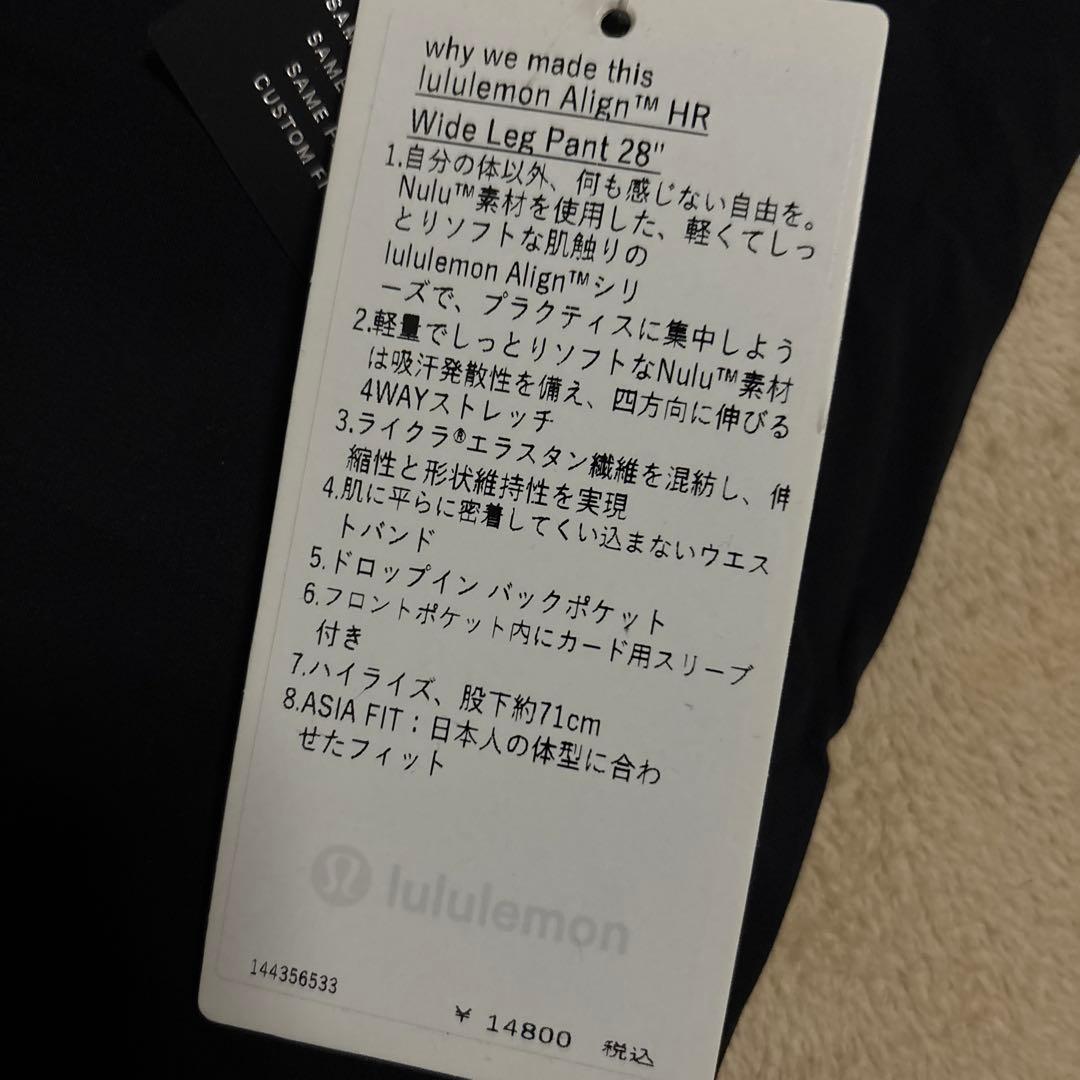 SAME
SAME
CUSTOM
why we made this
lululemon Align™ HR
Wide Leg Pant 28"
1.自分の体以外、何も感じない自由を。
Nulu™素材を使用した、軽くてしっ
とりソフトな肌触りの
lululemon Align™シリ
ーズで、プラクティスに集中しよう
2.軽量でしっとりソフトなNulu™素材
は吸汗発散性を備え、四方向に伸びる
4WAYストレッチ
3.ライクラ®エラスタン繊維を混紡し、伸
縮性と形状維持性を実現
4.肌に平らに密着してくい込まないウエス
トバンド
5.ドロップイン バックポケット
6.フロントポケット内にカード用スリーブ
付き
7.ハイライズ、股下約71cm
8.ASIA FIT：日本人の体型に合わ
せたフィット
lululemon
144356533
¥ 14800 税込